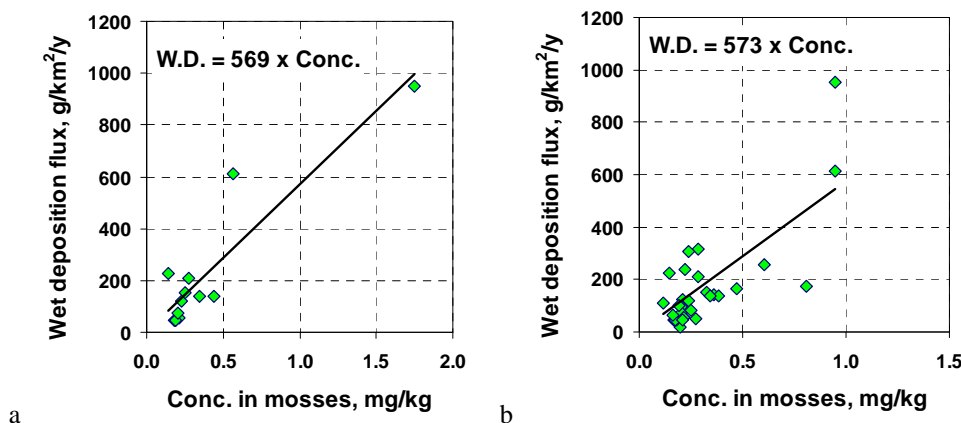 1200
1000
800
600
400
200
0
Wet deposition flux, g/km²/y
W.D. = 569 x Conc.
0.0 0.5 1.0 1.5 2.0
Conc. in mosses, mg/kg
a
1200
1000
800
600
400
200
0
Wet deposition flux, g/km²/y
W.D. = 573 x Conc.
0.0 0.5 1.0 1.5
Conc. in mosses, mg/kg
b